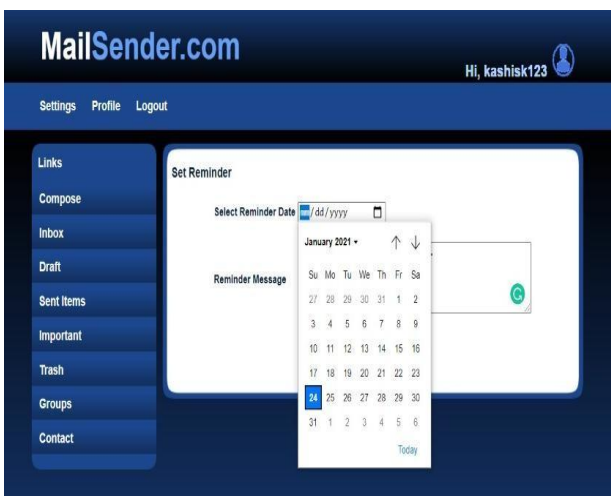 MailSender.com
Hi, kashisk123
Settings Profile Logout
Links
Compose
Inbox
Draft
Sent Items
Important
Trash
Groups
Contact
Set Reminder
Select Reminder Date mm/dd/yyyy
Reminder Message
January 2021
Su Mo Tu We Th Fr Sa
27 28 29 30 31 1 2
3 4 5 6 7 8 9
10 11 12 13 14 15 16
17 18 19 20 21 22 23
24 25 26 27 28 29 30
31 1 2 3 4 5 6
Today